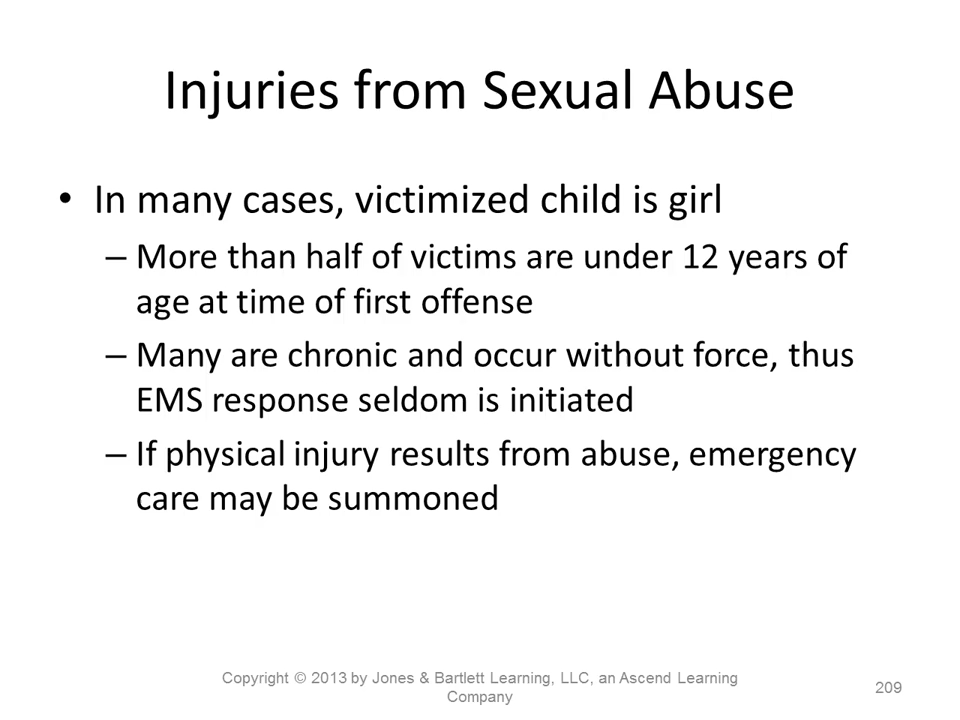 Injuries from Sexual Abuse
• In many cases, victimized child is girl
– More than half of victims are under 12 years of
age at time of first offense
– Many are chronic and occur without force, thus
EMS response seldom is initiated
– If physical injury results from abuse, emergency
care may be summoned
Copyright © 2013 by Jones & Bartlett Learning, LLC, an Ascend Learning
Company
209